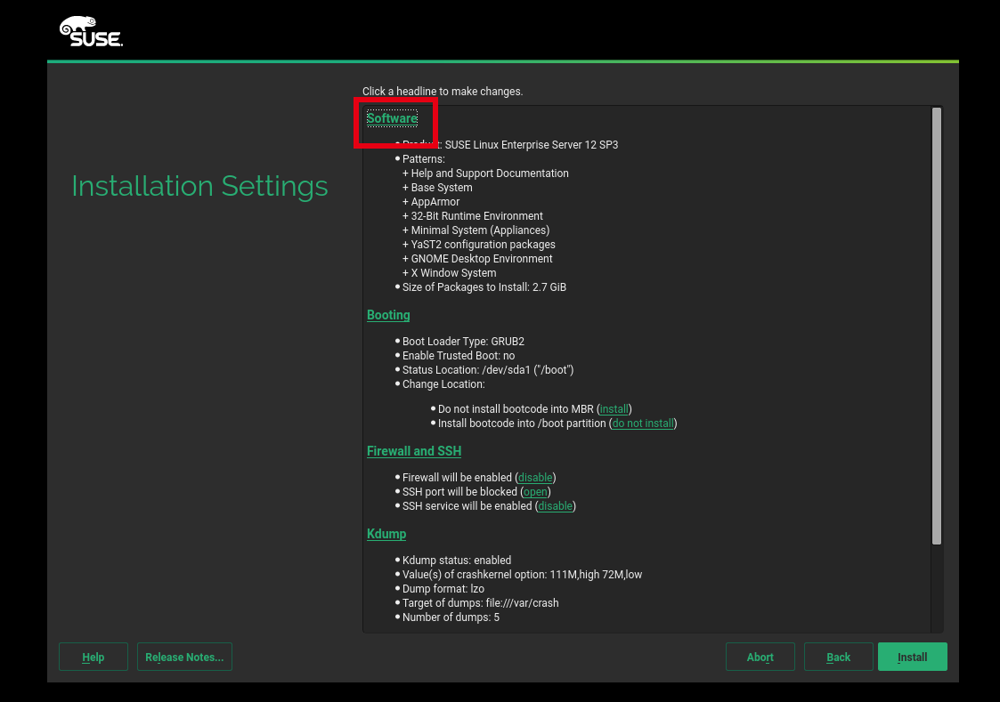 SUSE.
Click a headline to make changes.
Installation Settings
Software
Product: SUSE Linux Enterprise Server 12 SP3
Patterns:
+ Help and Support Documentation
+ Base System
+ AppArmor
+ 32-Bit Runtime Environment
+ Minimal System (Appliances)
+ YaST2 configuration packages
+ GNOME Desktop Environment
+ X Window System
Size of Packages to Install: 2.7 GiB
Booting
Boot Loader Type: GRUB2
Enable Trusted Boot: no
Status Location: /dev/sda1 ("/boot")
Change Location:
Do not install bootcode into MBR (install)
Install bootcode into /boot partition (do not install)
Firewall and SSH
Firewall will be enabled (disable)
SSH port will be blocked (open)
SSH service will be enabled (disable)
Kdump
Kdump status: enabled
Value(s) of crashkernel option: 111M,high 72M,low
Dump format: lzo
Target of dumps: file:///var/crash
Number of dumps: 5
Help Release Notes... Abort Back Install